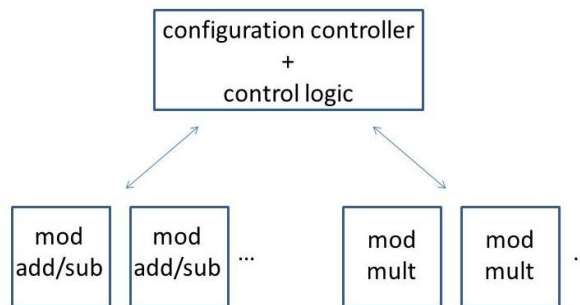 configuration controller
+
control logic
mod
add/sub
mod
add/sub
...
mod
mult
mod
mult
.